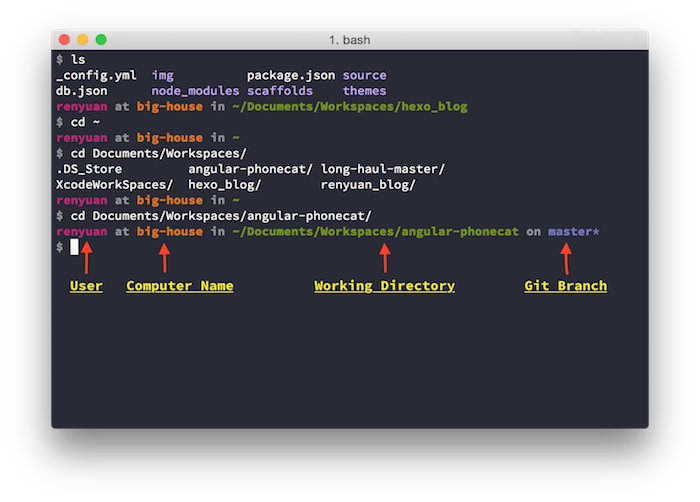 1. bash
$ ls
_config.yml img package.json source
db.json node_modules scaffolds themes
renyuan at big-house in ~/Documents/Workspaces/hexo_blog
$ cd ~
renyuan at big-house in ~
$ cd Documents/Workspaces/
.DS_Store angular-phonecat/ long-haul-master/
XcodeWorkSpaces/ hexo_blog/ renyuan_blog/
renyuan at big-house in ~
$ cd Documents/Workspaces/angular-phonecat/
renyuan at big-house in ~/Documents/Workspaces/angular-phonecat on master*
$
User Computer Name Working Directory Git Branch